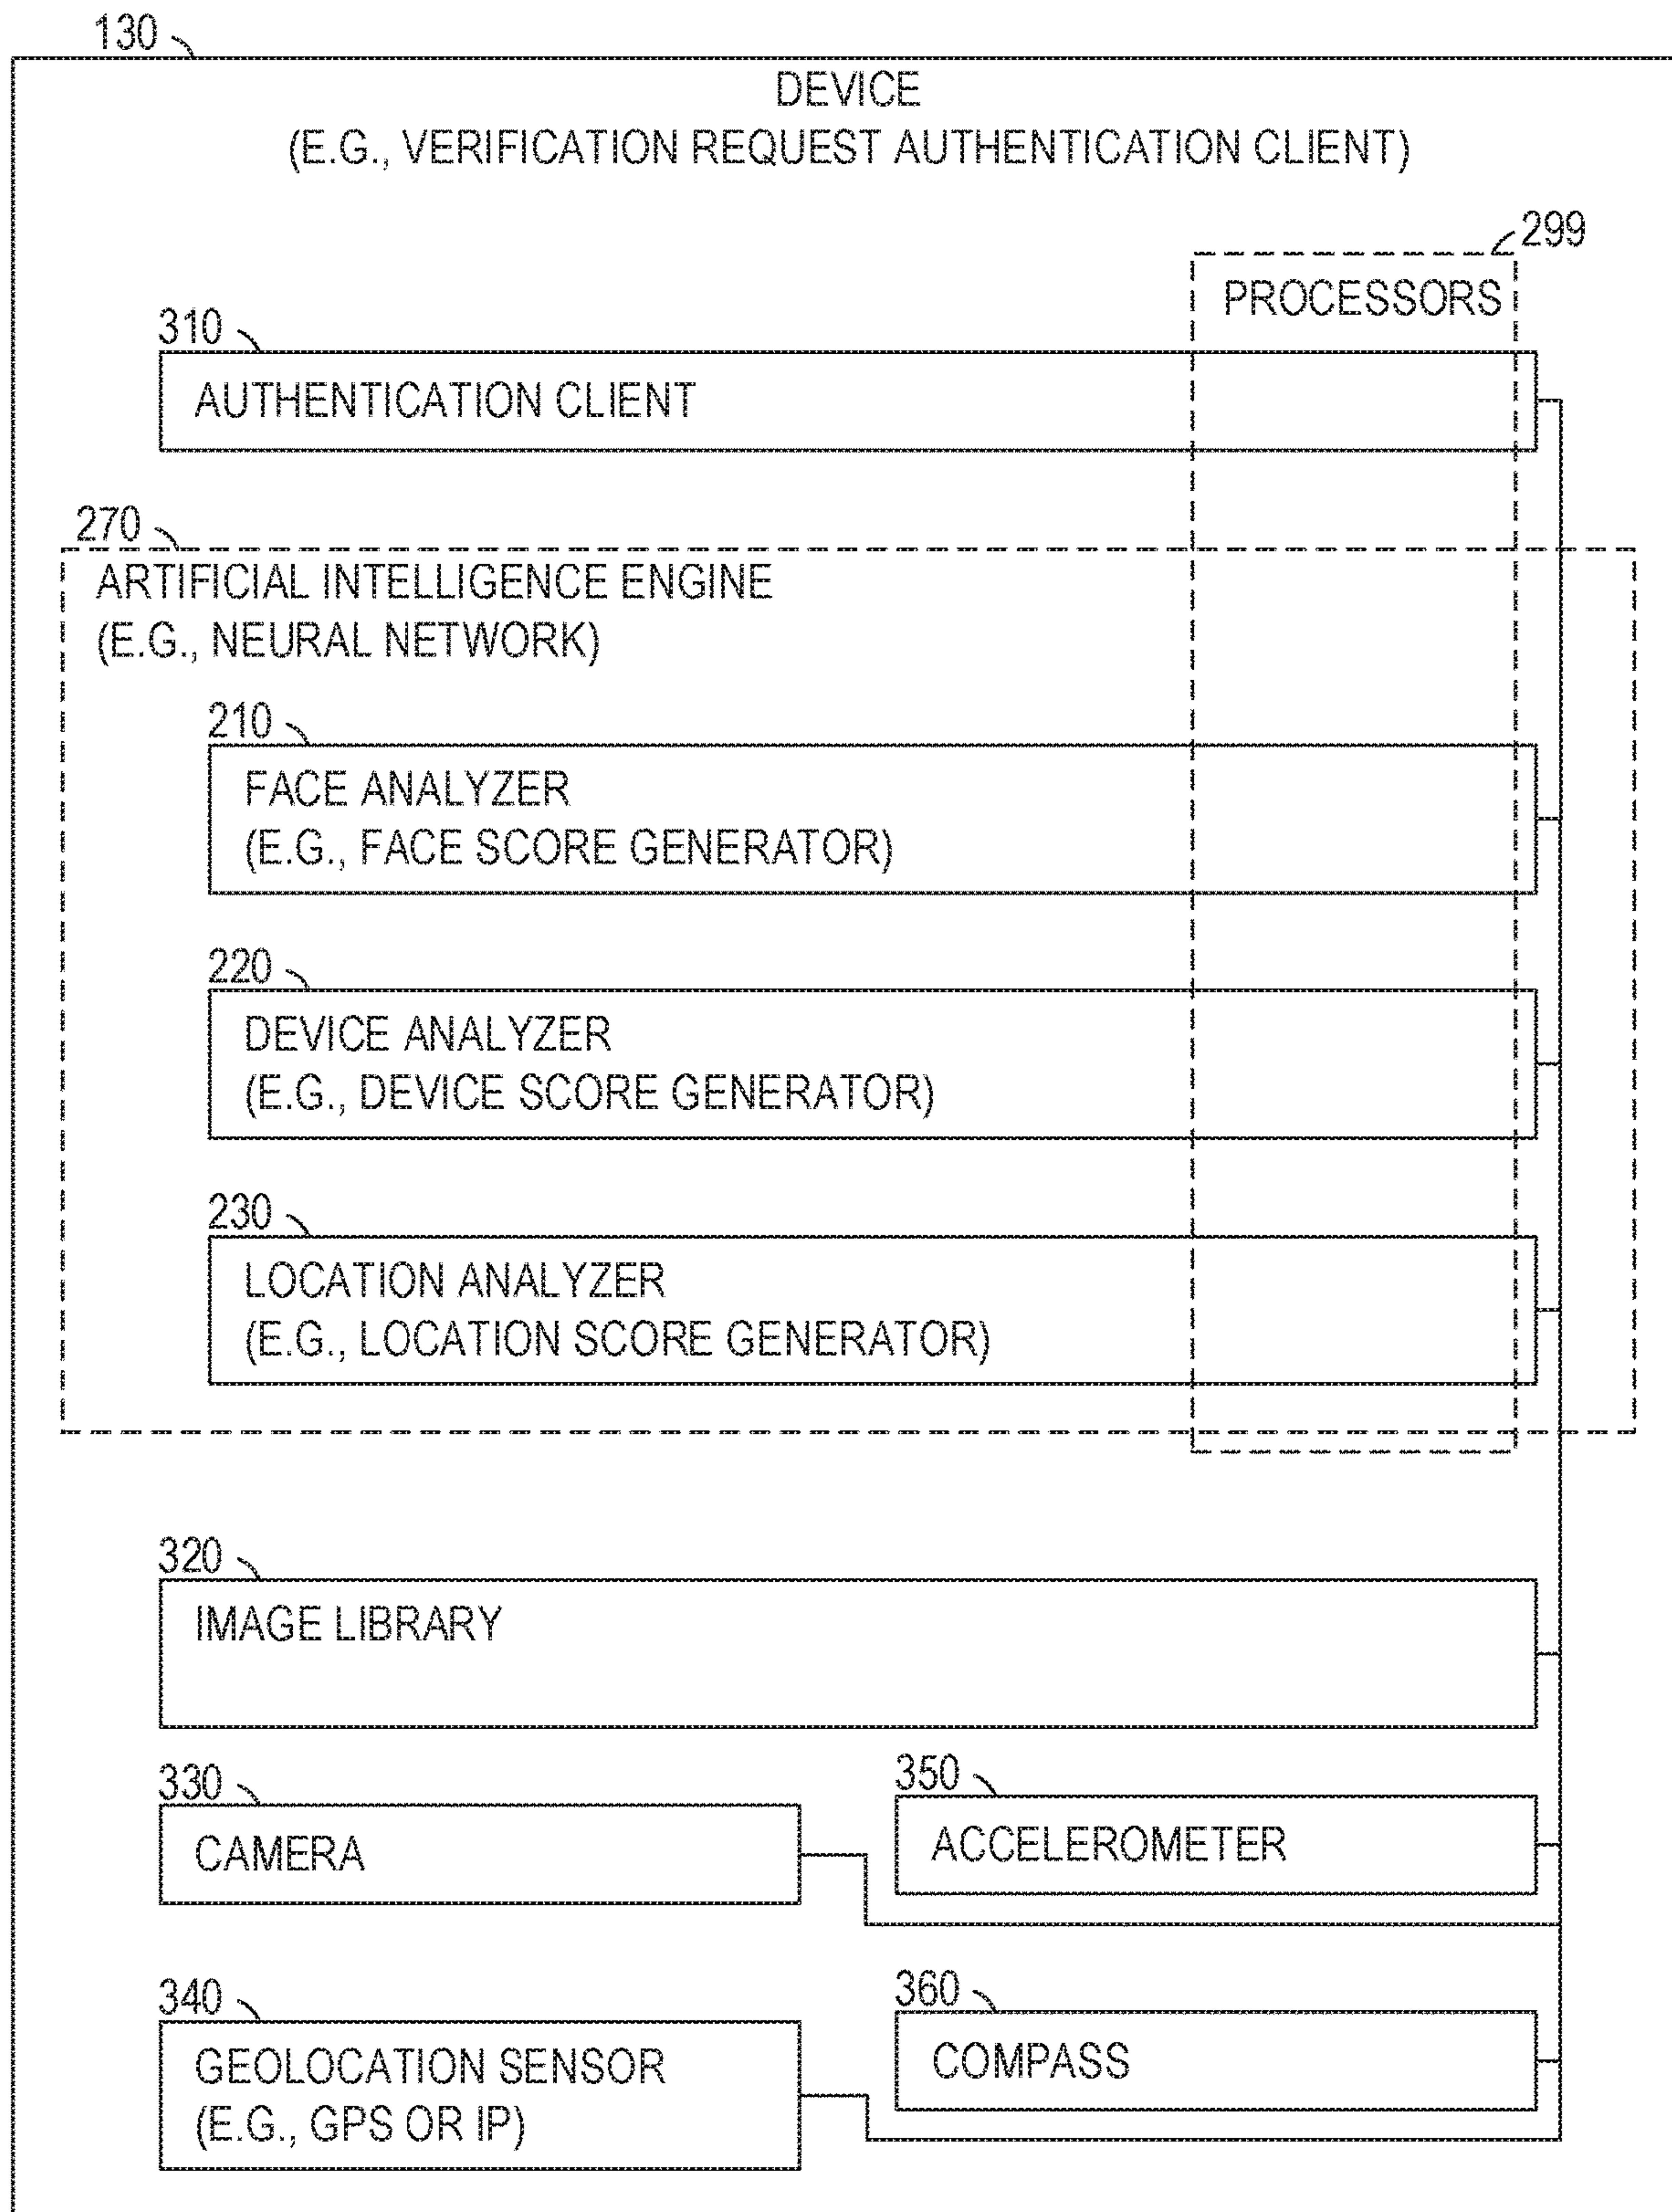 130
DEVICE
(E.G., VERIFICATION REQUEST AUTHENTICATION CLIENT)
299
PROCESSORS
310
AUTHENTICATION CLIENT
270
ARTIFICIAL INTELLIGENCE ENGINE
(E.G., NEURAL NETWORK)
210
FACE ANALYZER
(E.G., FACE SCORE GENERATOR)
220
DEVICE ANALYZER
(E.G., DEVICE SCORE GENERATOR)
230
LOCATION ANALYZER
(E.G., LOCATION SCORE GENERATOR)
320
IMAGE LIBRARY
330
CAMERA
350
ACCELEROMETER
340
GEOLOCATION SENSOR
(E.G., GPS OR IP)
360
COMPASS